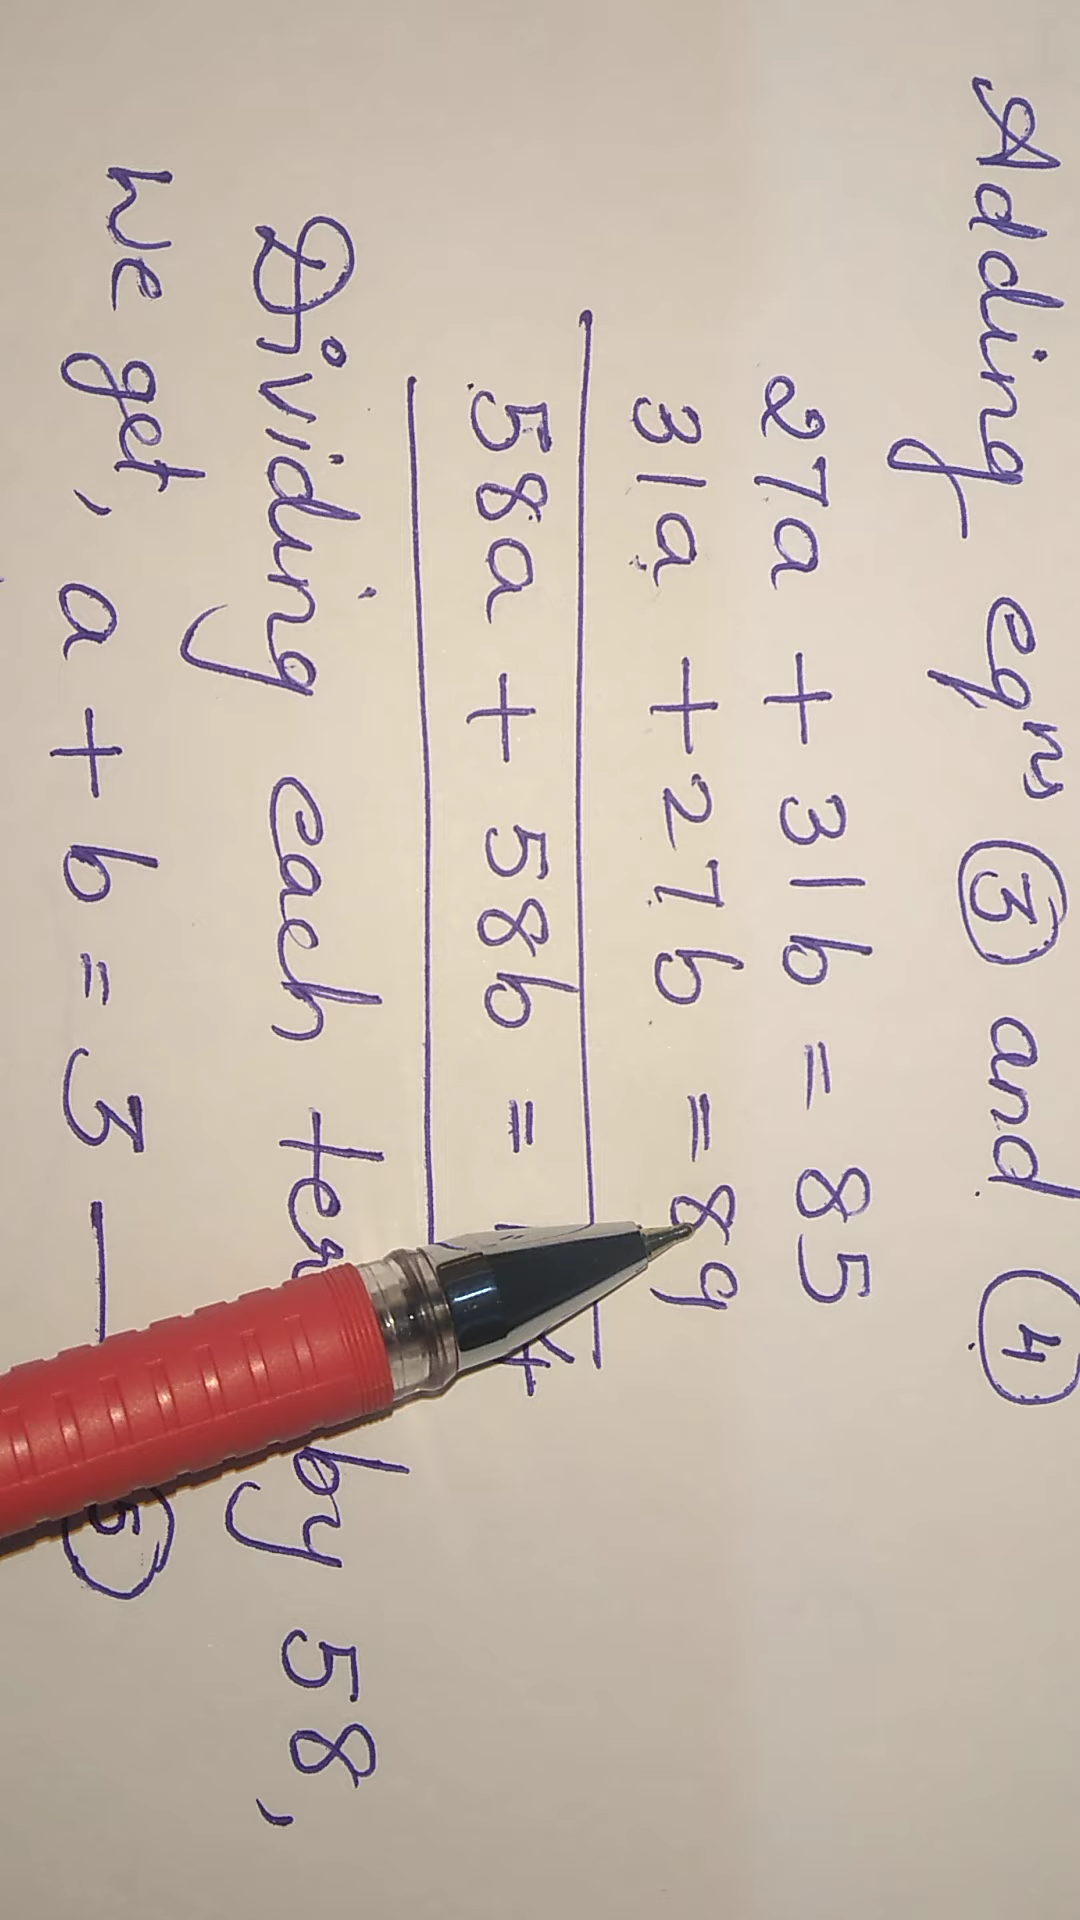 Adding eqns ③ and ④
27a + 31b = 85
31a + 27b = 89
58a + 58b =
Dividing each by 58,
we get, a + b = 3 — ⑤